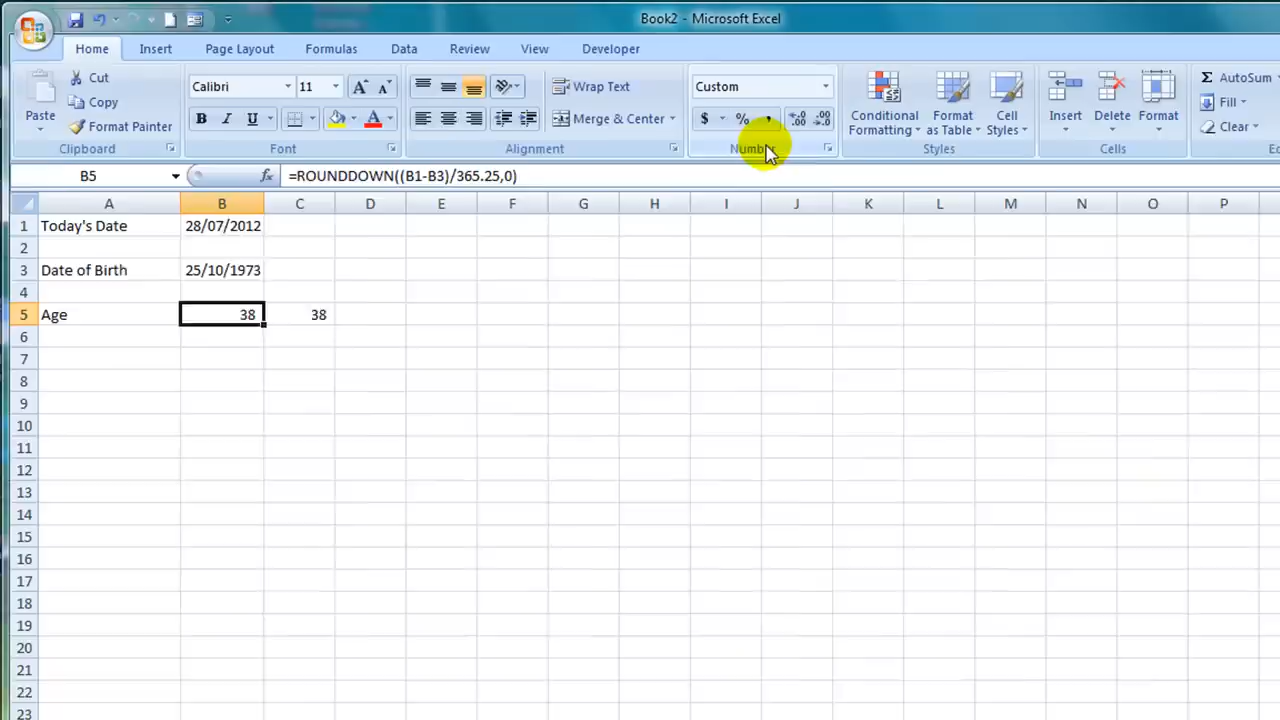 Book2 - Microsoft Excel
Home Insert Page Layout Formulas Data Review View Developer
Paste
Cut
Copy
Format Painter
Clipboard
Calibri 11
B I U A
Font
Wrap Text
Merge & Center
Alignment
Custom
$ % ,
Number
Conditional Formatting
Format as Table
Cell Styles
Styles
Insert Delete Format
Cells
Σ AutoSum
Fill
Clear
B5 fx =ROUNDDOWN((B1-B3)/365.25,0)
A B C D E F G H I J K L M N O P
1 Today's Date 28/07/2012
2
3 Date of Birth 25/10/1973
4
5 Age 38 38
6
7
8
9
10
11
12
13
14
15
16
17
18
19
20
21
22
23